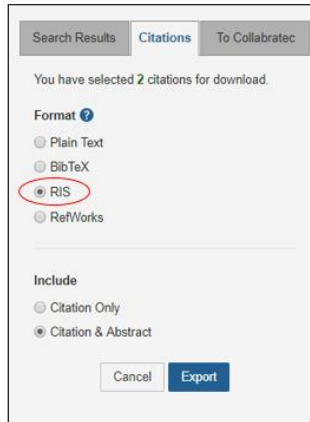 Search Results Citations To Collabratec
You have selected 2 citations for download.
Format ?
Plain Text
BibTeX
RIS
RefWorks
Include
Citation Only
Citation & Abstract
Cancel Export